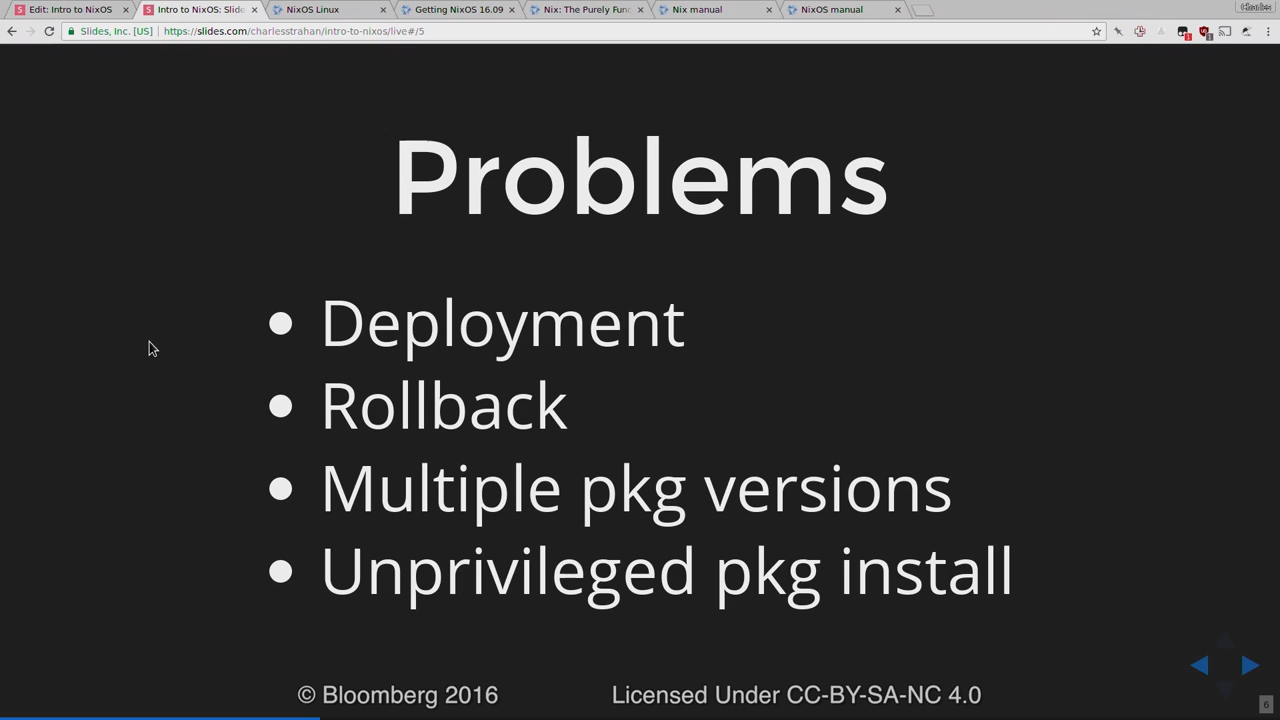 Edit: Intro to NixOS
Intro to NixOS: Slide
NixOS Linux
Getting NixOS 16.09
Nix: The Purely Func
Nix manual
NixOS manual
Charles
Slides, Inc. [US]
https://slides.com/charlesstrahan/intro-to-nixos/live#/5
Problems
Deployment
Rollback
Multiple pkg versions
Unprivileged pkg install
© Bloomberg 2016
Licensed Under CC-BY-SA-NC 4.0
6